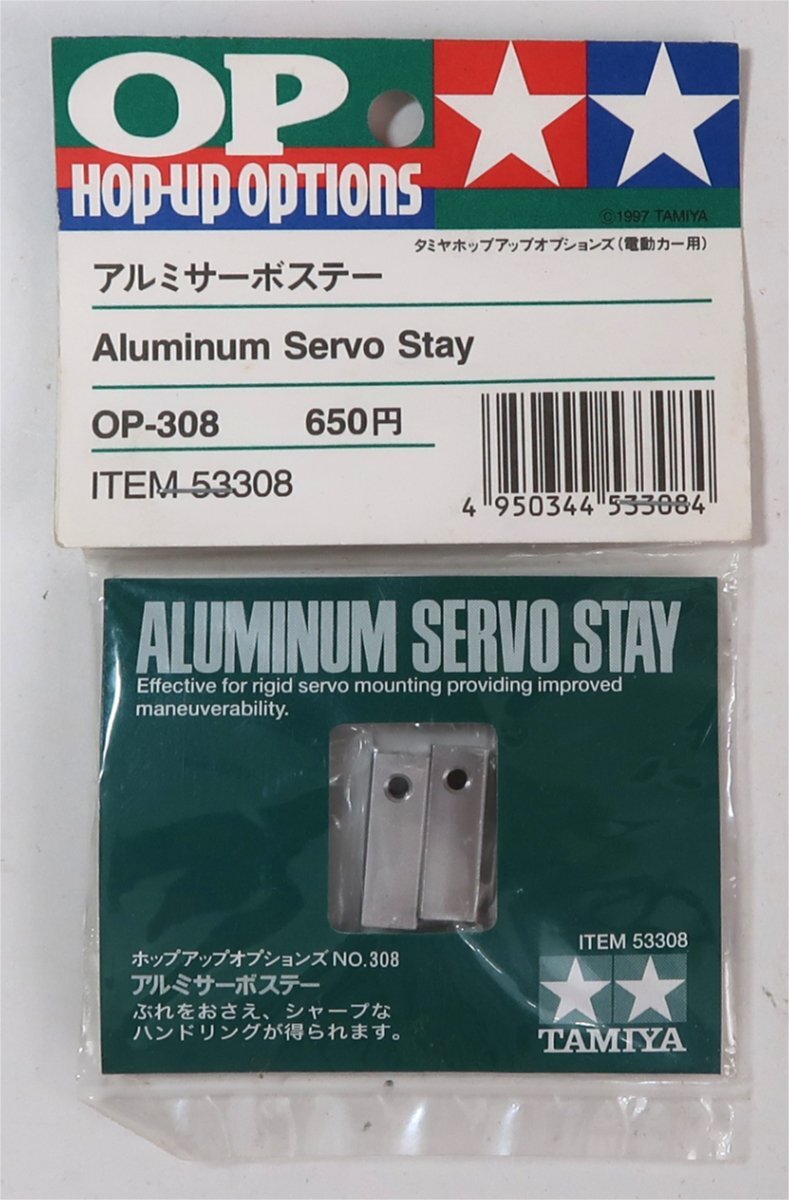 OP
HOP-UP OPTIONS
©1997 TAMIYA
タミヤホップアップオプションズ(電動カー用)
アルミサーボステー
Aluminum Servo Stay
OP-308 650円
ITEM 53308
4 950344 533084
ALUMINUM SERVO STAY
Effective for rigid servo mounting providing improved
maneuverability.
ITEM 53308
ホップアップオプションズ NO.308
アルミサーボステー
ぶれをおさえ、シャープな
ハンドリングが得られます。
TAMIYA